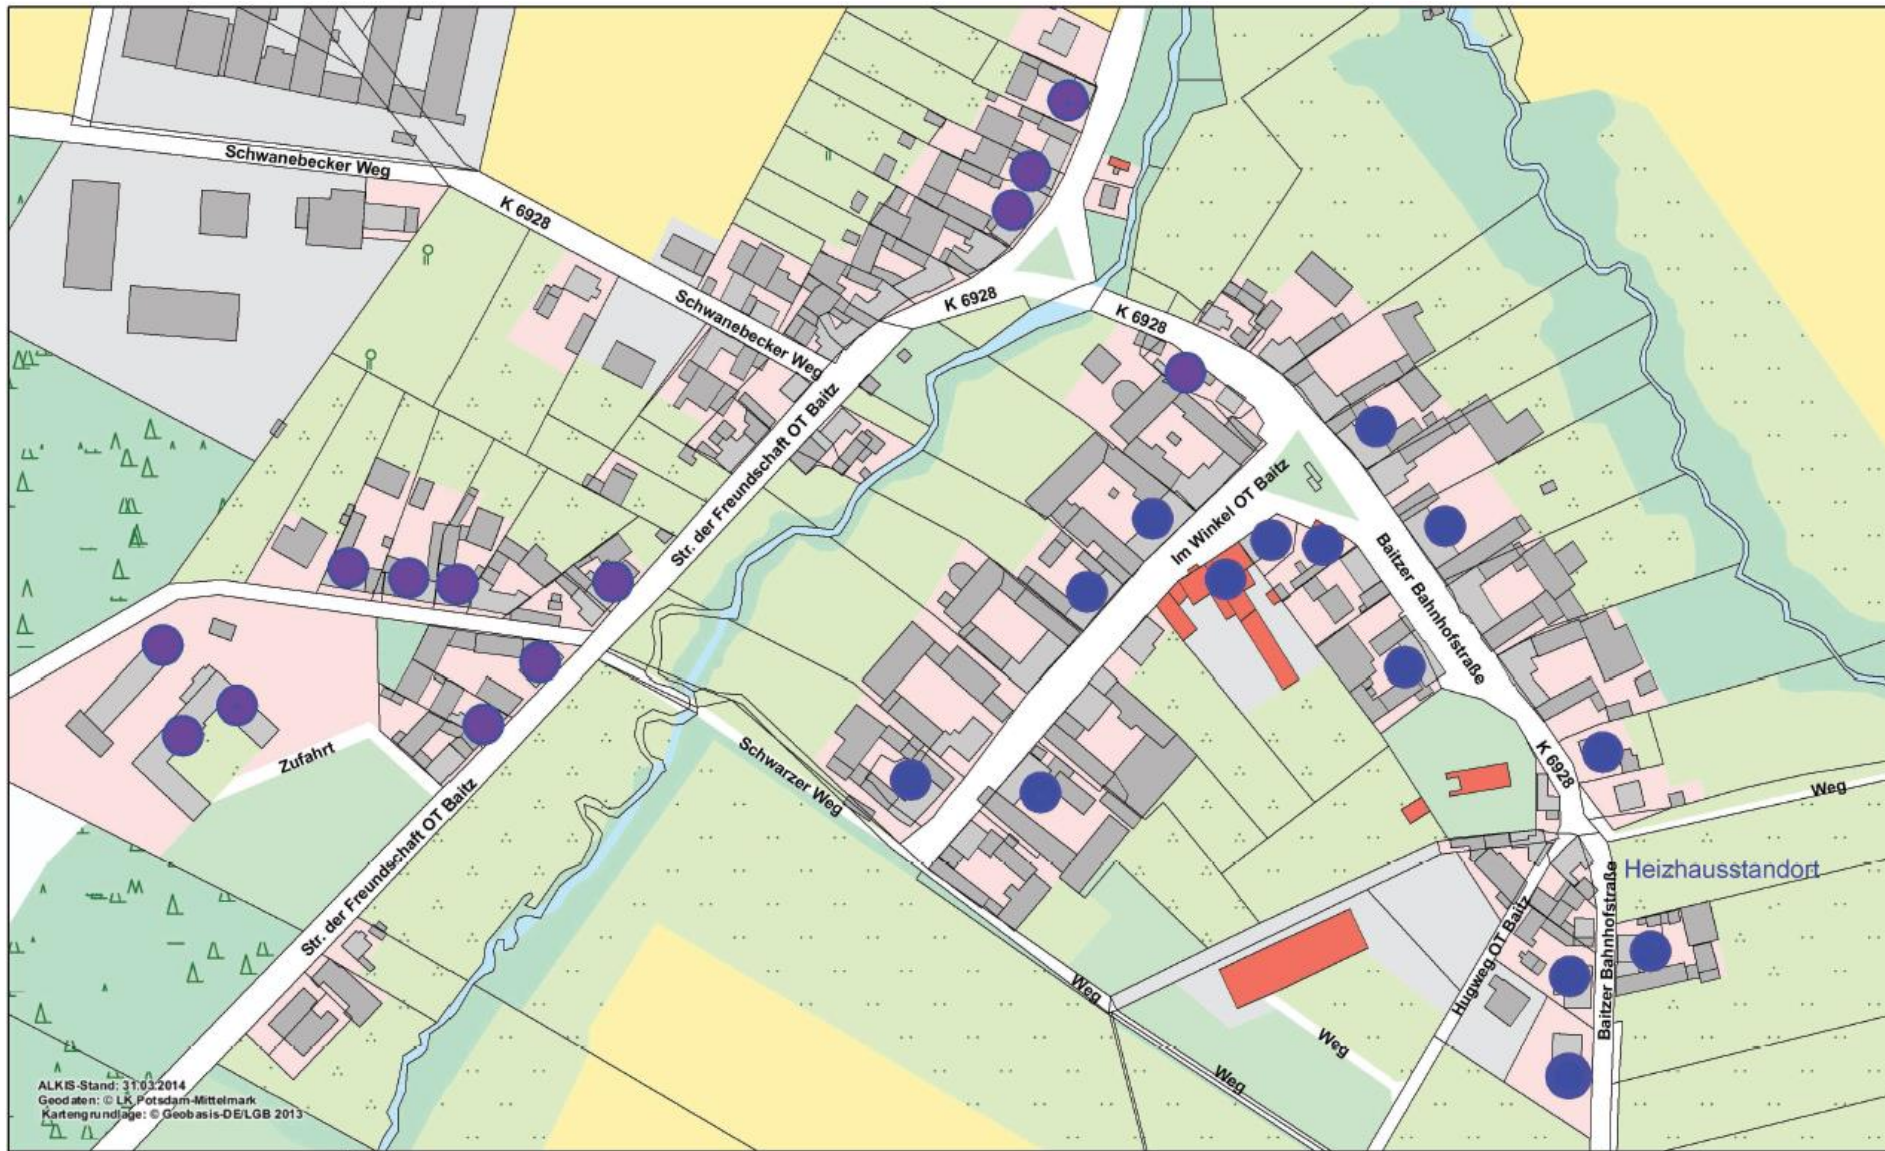 Schwanebecker Weg
K 6928
Schwanebecker Weg
K 6928
K 6928
Str. der Freundschaft OT Baitz
Im Winkel OT Baitz
Baitzer Bahnhofstraße
Zufahrt
Schwarzer Weg
K 6928
Weg
Str. der Freundschaft OT Baitz
Heizhausstandort
Hugweg OT Baitz
Baitzer Bahnhofstraße
Weg
Weg
Weg
ALKIS-Stand: 31.03.2014
Geodaten: © LK Potsdam-Mittelmark
Kartengrundlage: © Geobasis-DE/LGB 2013